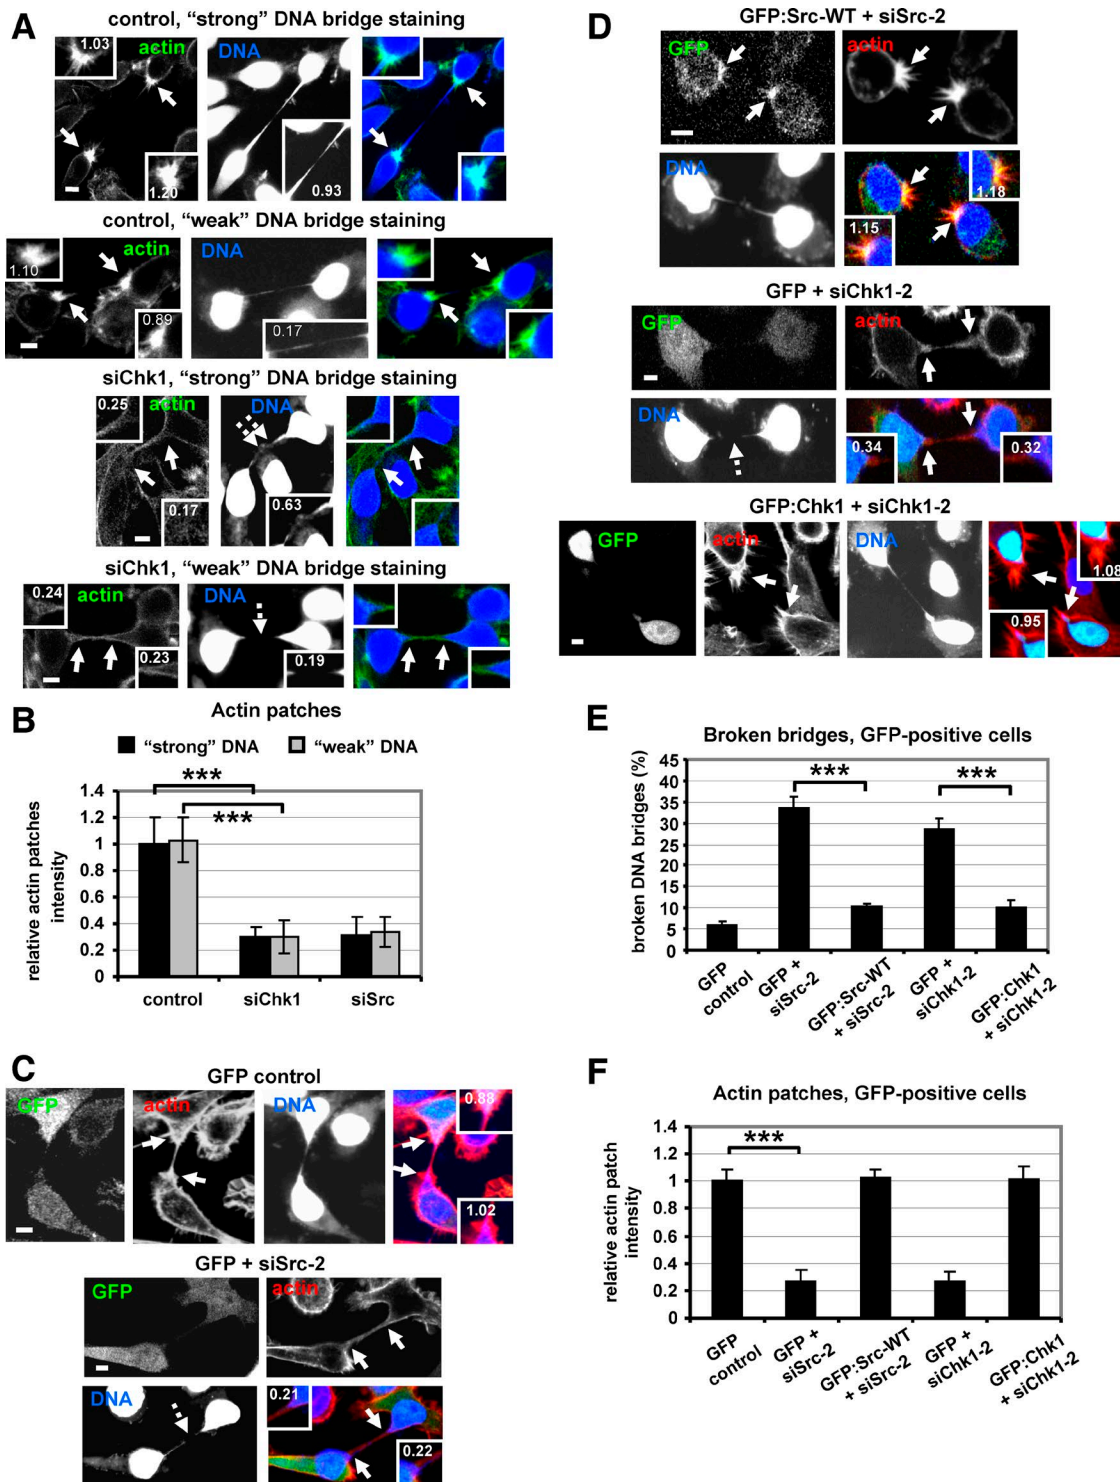 A
control, “strong” DNA bridge staining
1.03
actin
1.20
DNA
0.93
control, “weak” DNA bridge staining
actin
1.10
0.89
DNA
0.17
siChk1, “strong” DNA bridge staining
0.25
actin
0.17
DNA
0.63
siChk1, “weak” DNA bridge staining
0.24
actin
0.23
DNA
0.19
B
Actin patches
“strong” DNA
“weak” DNA
***
***
relative actin patches
intensity
1.4
1.2
1
0.8
0.6
0.4
0.2
0
control
siChk1
siSrc
C
GFP control
GFP
actin
DNA
0.88
1.02
GFP + siSrc-2
GFP
actin
DNA
0.21
0.22
D
GFP:Src-WT + siSrc-2
GFP
actin
DNA
1.18
1.15
GFP + siChk1-2
GFP
actin
DNA
0.34
0.32
GFP:Chk1 + siChk1-2
GFP
actin
DNA
1.08
0.95
E
Broken bridges, GFP-positive cells
broken DNA bridges (%)
45
40
35
30
25
20
15
10
5
0
***
***
GFP
control
GFP +
siSrc-2
GFP:Src-WT
+ siSrc-2
GFP +
siChk1-2
GFP:Chk1
+ siChk1-2
F
Actin patches, GFP-positive cells
relative actin patch
intensity
1.4
1.2
1
0.8
0.6
0.4
0.2
0
***
GFP
control
GFP +
siSrc-2
GFP:Src-WT
+ siSrc-2
GFP +
siChk1-2
GFP:Chk1
+ siChk1-2